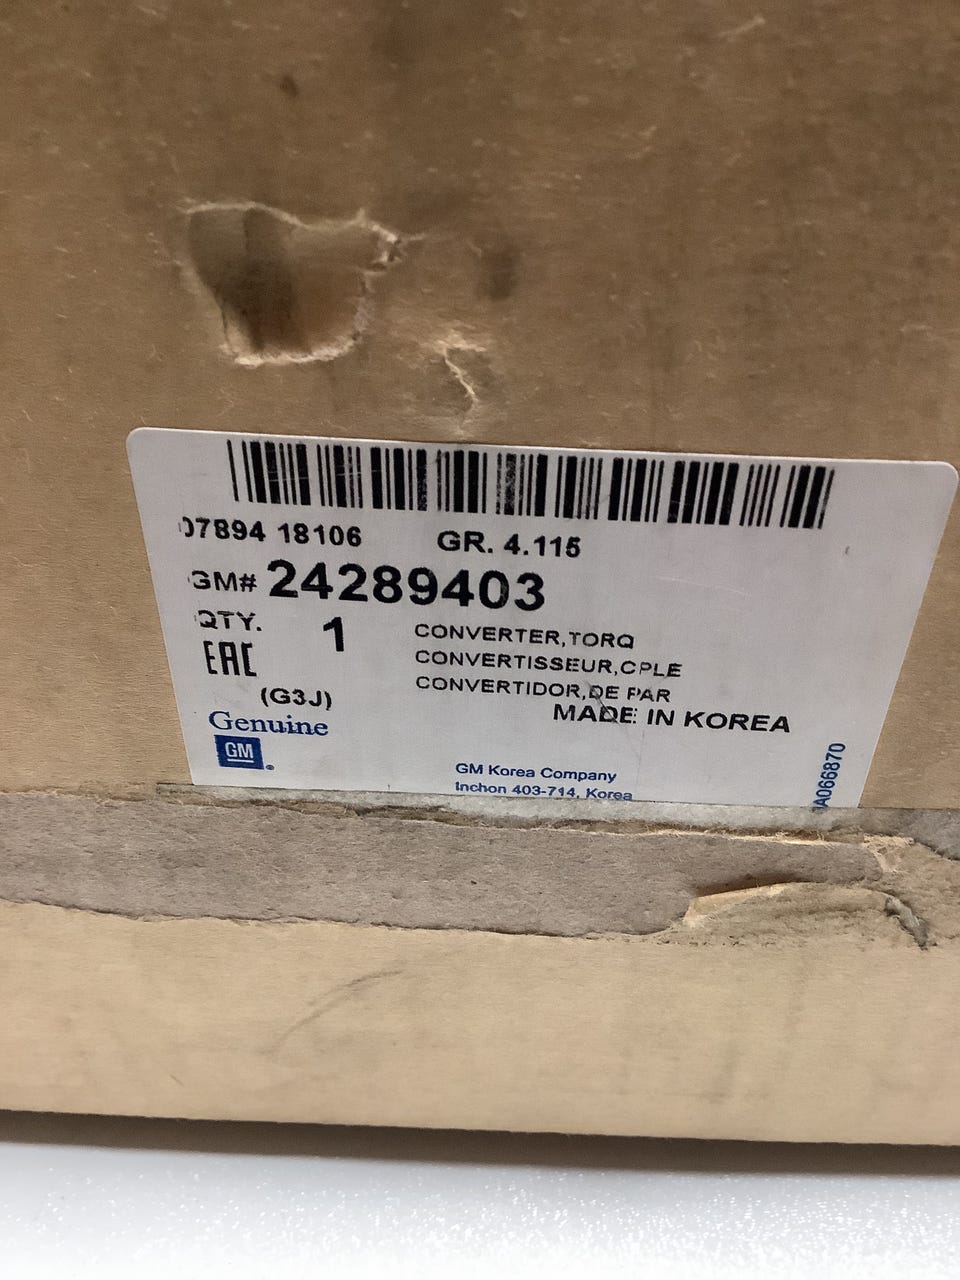 07894 18106 GR. 4.115
GM# 24289403
QTY. 1
EAC
CONVERTER,TORQ
CONVERTISSEUR,CPLE
CONVERTIDOR,DE PAR
(G3J)
MADE IN KOREA
Genuine
GM
GM Korea Company
Inchon 403-714, Korea
A066870